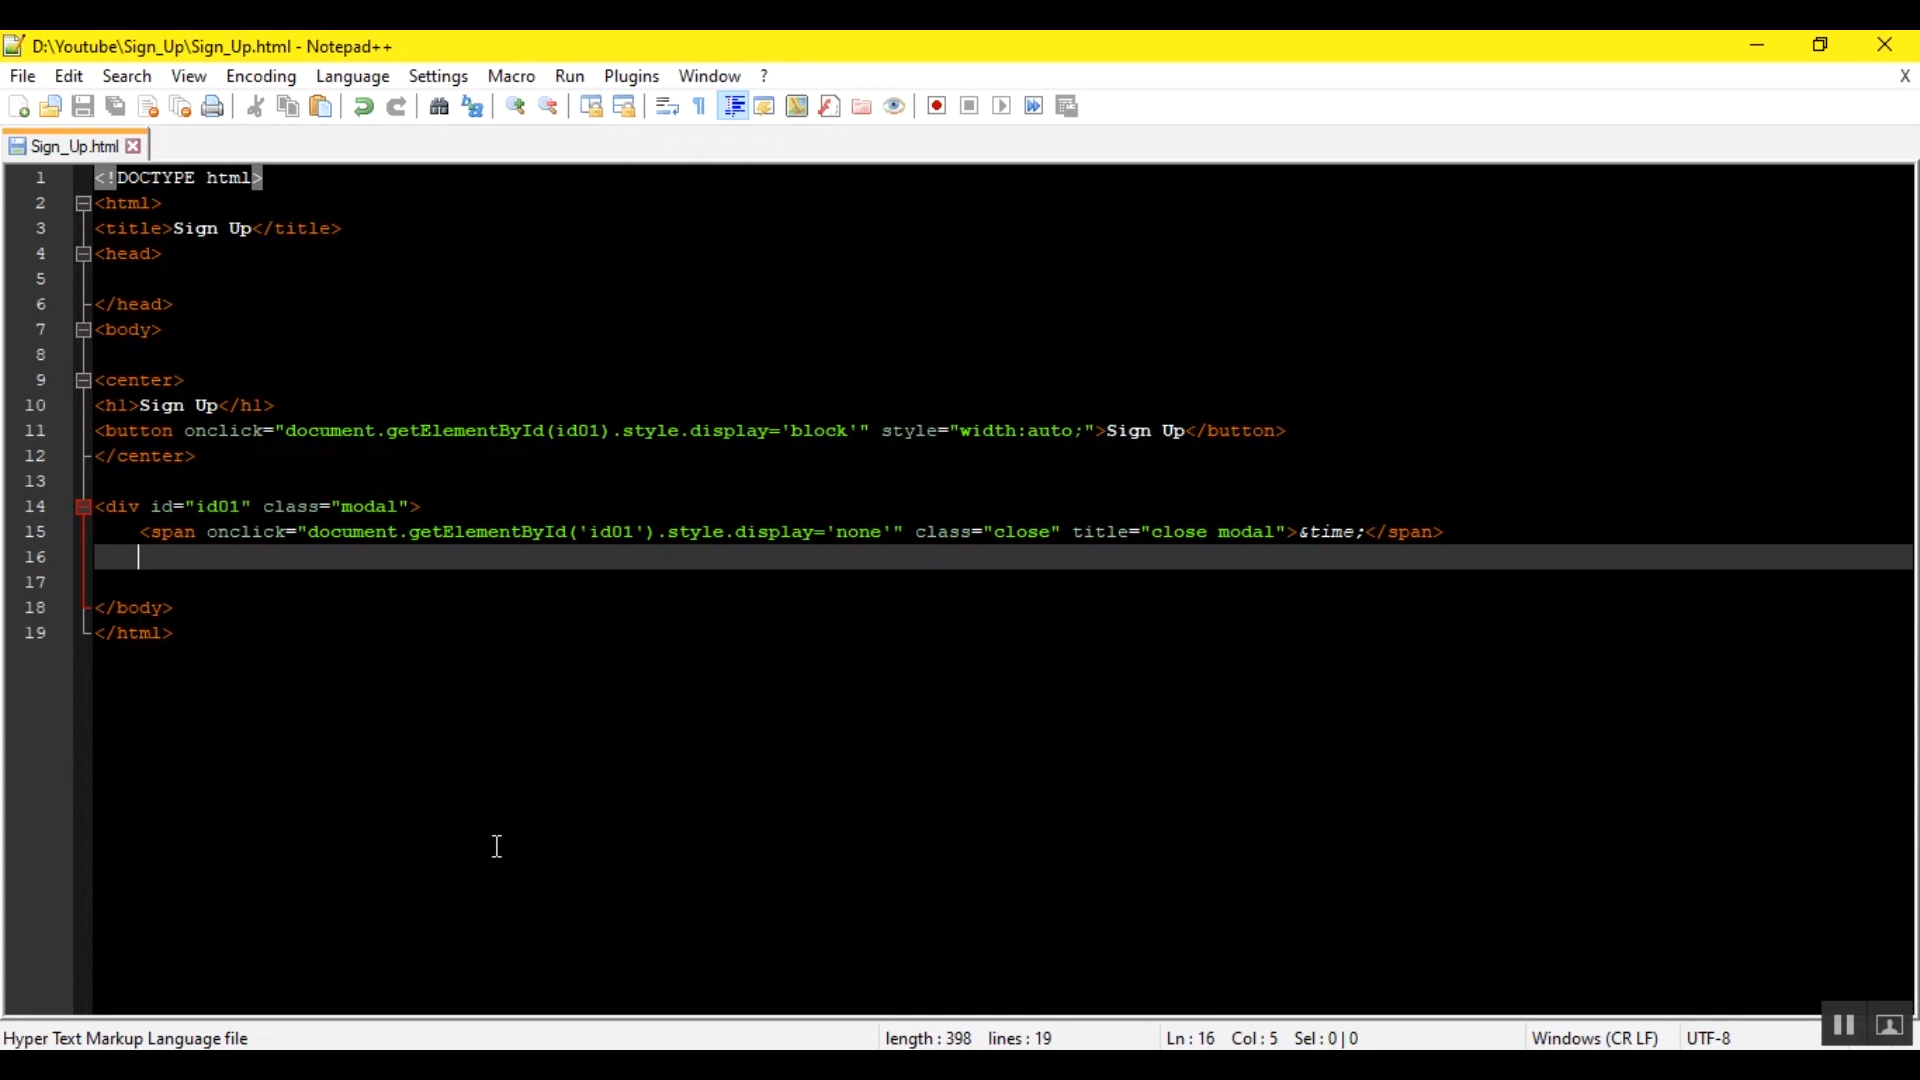 D:\Youtube\Sign_Up\Sign_Up.html - Notepad++
File Edit Search View Encoding Language Settings Macro Run Plugins Window ? X
Sign_Up.html
1 <!DOCTYPE html>
2 <html>
3 <title>Sign Up</title>
4 <head>
5
6 </head>
7 <body>
8
9 <center>
10 <h1>Sign Up</h1>
11 <button onclick="document.getElementById(id01).style.display='block'" style="width:auto;">Sign Up</button>
12 </center>
13
14 <div id="id01" class="modal">
15 <span onclick="document.getElementById('id01').style.display='none'" class="close" title="close modal">&time;</span>
16
17
18 </body>
19 </html>
Hyper Text Markup Language file length : 398 lines : 19 Ln : 16 Col : 5 Sel : 0 | 0 Windows (CR LF) UTF-8